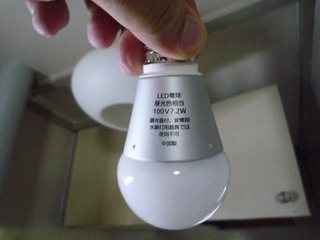 LED電球
昼光色相当
100V7.2W
調光器付、非常用
水銀灯用器具では
使用不可
中国製